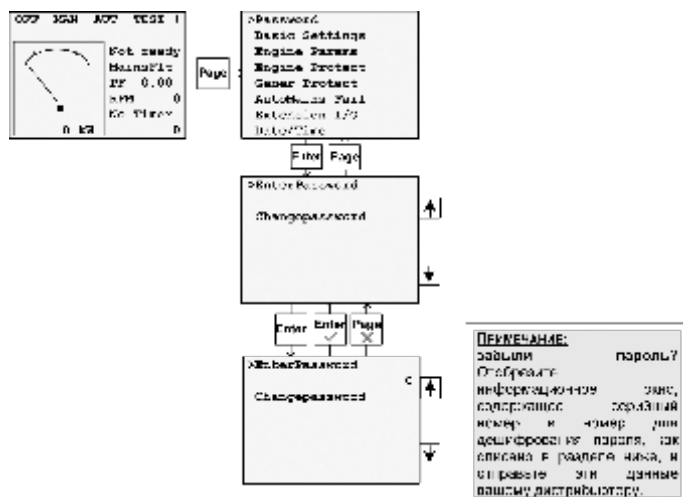 OFF MAN AUT TEST
Not ready
MainsFlt
PF 0.00
RPM 0
No Timer
0 kW 0
Page
>Password
Basic Settings
Engine Params
Engine Protect
Gener Protect
AutoMains Fail
Extension I/O
Date/Time
Enter Page
>EnterPassword
Changepassword
Enter Enter Page
>EnterPassword
Changepassword
ПРИМЕЧАНИЕ:
забыли пароль?
Отобразите
информационное окно,
содержащее серийный
номер и номер для
дешифрования пароля, как
описано в разделе ниже, и
отправьте эти данные
вашему дистрибьютору.